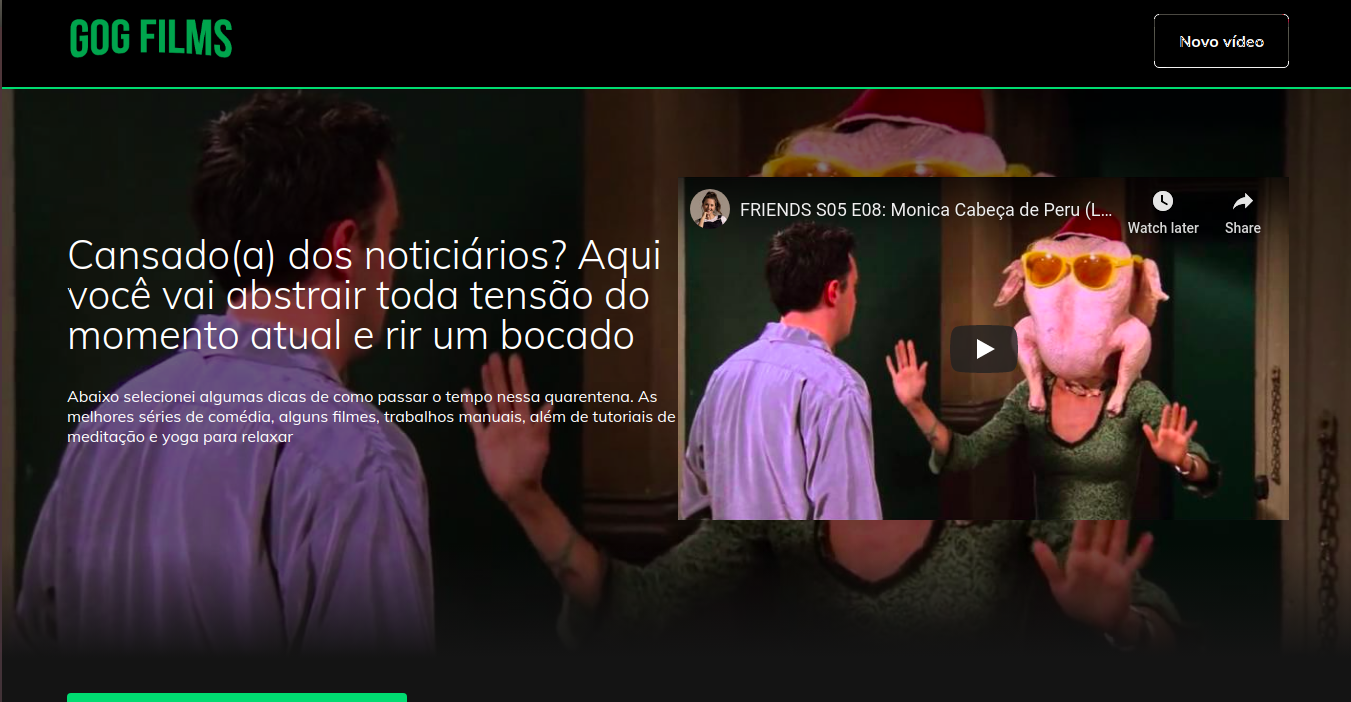 GOG FILMS
Novo vídeo
FRIENDS S05 E08: Monica Cabeça de Peru (L...
Watch later
Share
Cansado(a) dos noticiários? Aqui
você vai abstrair toda tensão do
momento atual e rir um bocado
Abaixo selecionei algumas dicas de como passar o tempo nessa quarentena. As
melhores séries de comédia, alguns filmes, trabalhos manuais, além de tutoriais de
meditação e yoga para relaxar